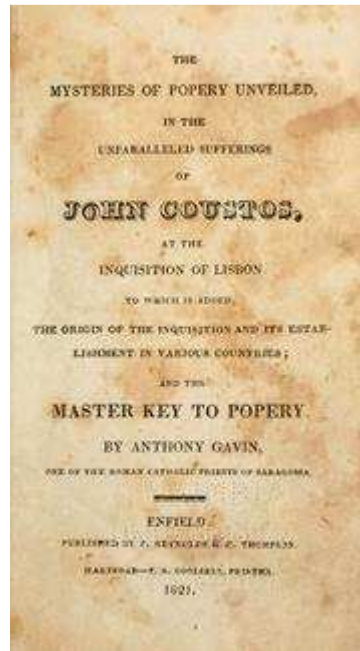 THE
MYSTERIES OF POPERY UNVEILED,
IN THE
UNPARALLELED SUFFERINGS
OF
JOHN COUSTOS,
AT THE
INQUISITION OF LISBON
TO WHICH IS ADDED,
THE ORIGIN OF THE INQUISITION AND ITS ESTAB-
LISHMENT IN VARIOUS COUNTRIES;
AND THE
MASTER KEY TO POPERY
BY ANTHONY GAVIN,
ONE OF THE ROMAN CATHOLIC PRIESTS OF SARAGOSSA
ENFIELD
PUBLISHED BY
HARTFORD PRINTER.
1821.